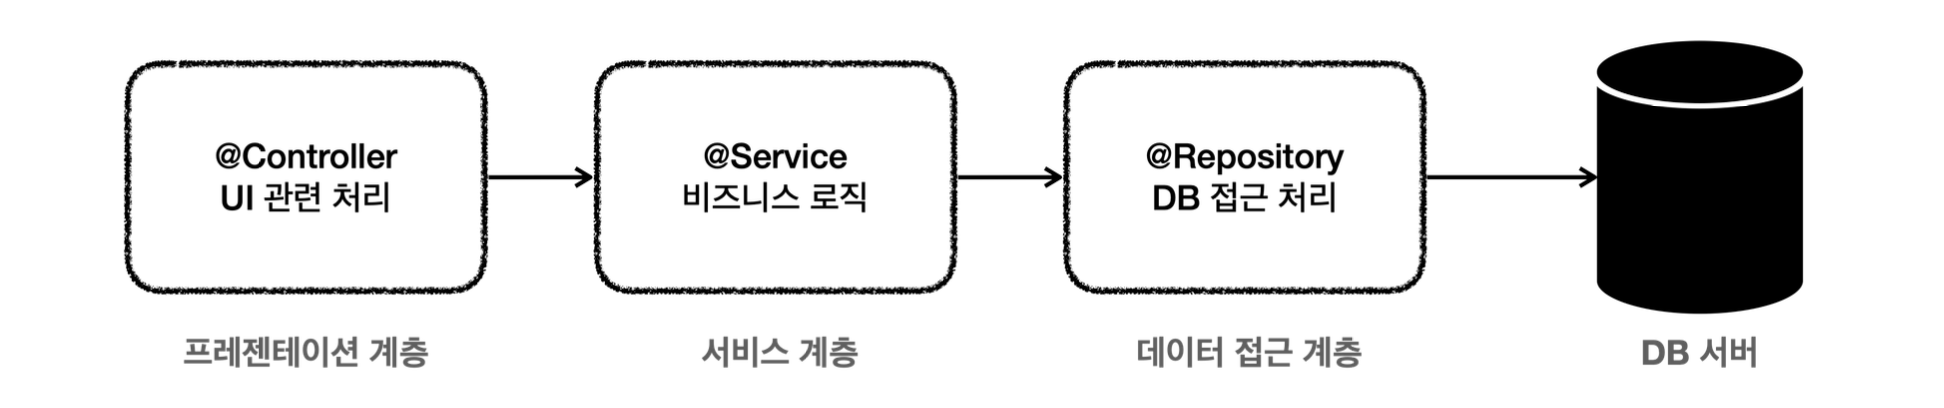 @Controller
UI 관련 처리
@Service
비즈니스 로직
@Repository
DB 접근 처리
프레젠테이션 계층
서비스 계층
데이터 접근 계층
DB 서버